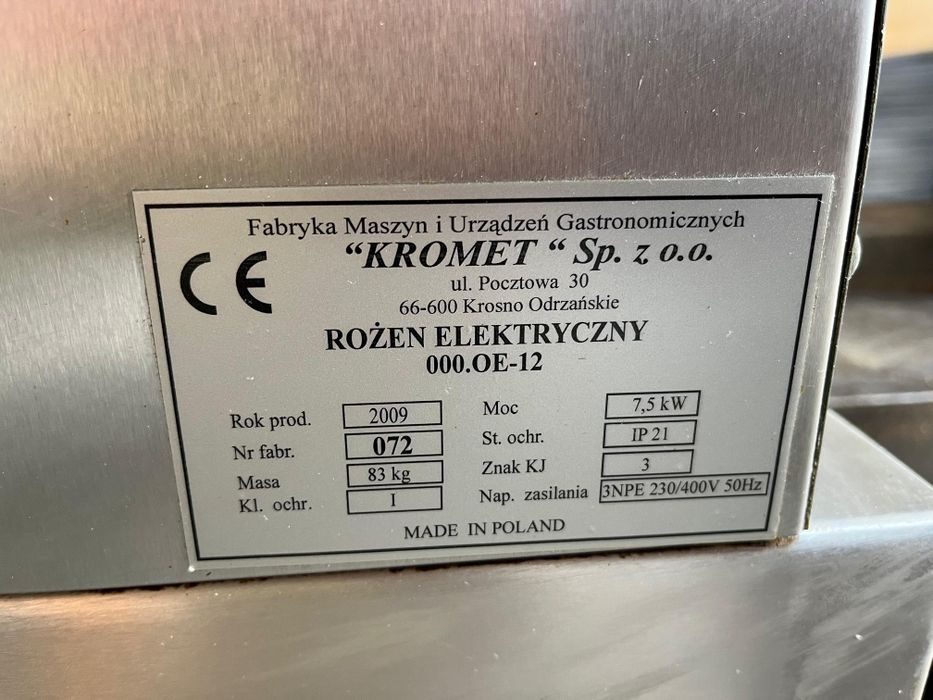 Fabryka Maszyn i Urządzeń Gastronomicznych
“KROMET “ Sp. z o.o.
ul. Pocztowa 30
66-600 Krosno Odrzańskie
CE
ROŻEN ELEKTRYCZNY
000.OE-12
Rok prod. 2009 Moc 7,5 kW
Nr fabr. 072 St. ochr. IP 21
Masa 83 kg Znak KJ 3
Kl. ochr. I Nap. zasilania 3NPE 230/400V 50Hz
MADE IN POLAND